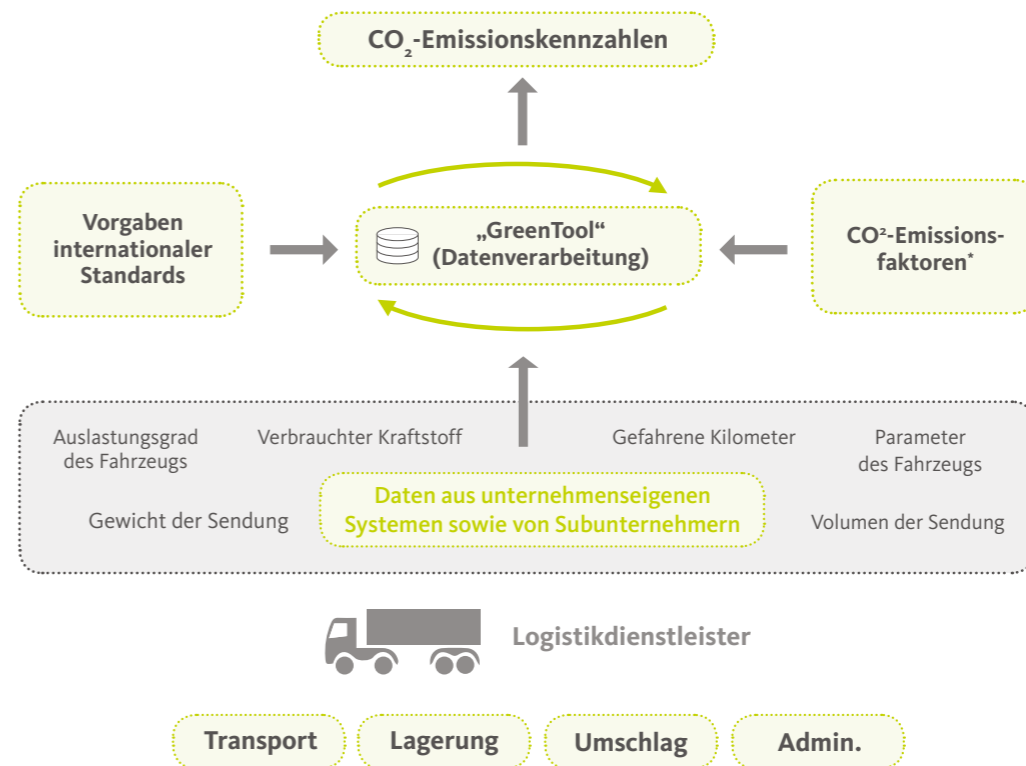 CO₂-Emissionskennzahlen
Vorgaben
internationaler
Standards
„GreenTool“
(Datenverarbeitung)
CO²-Emissions-
faktoren*
Auslastungsgrad
des Fahrzeugs
Verbrauchter Kraftstoff
Gefahrene Kilometer
Parameter
des Fahrzeugs
Gewicht der Sendung
Daten aus unternehmenseigenen
Systemen sowie von Subunternehmern
Volumen der Sendung
Logistikdienstleister
Transport
Lagerung
Umschlag
Admin.